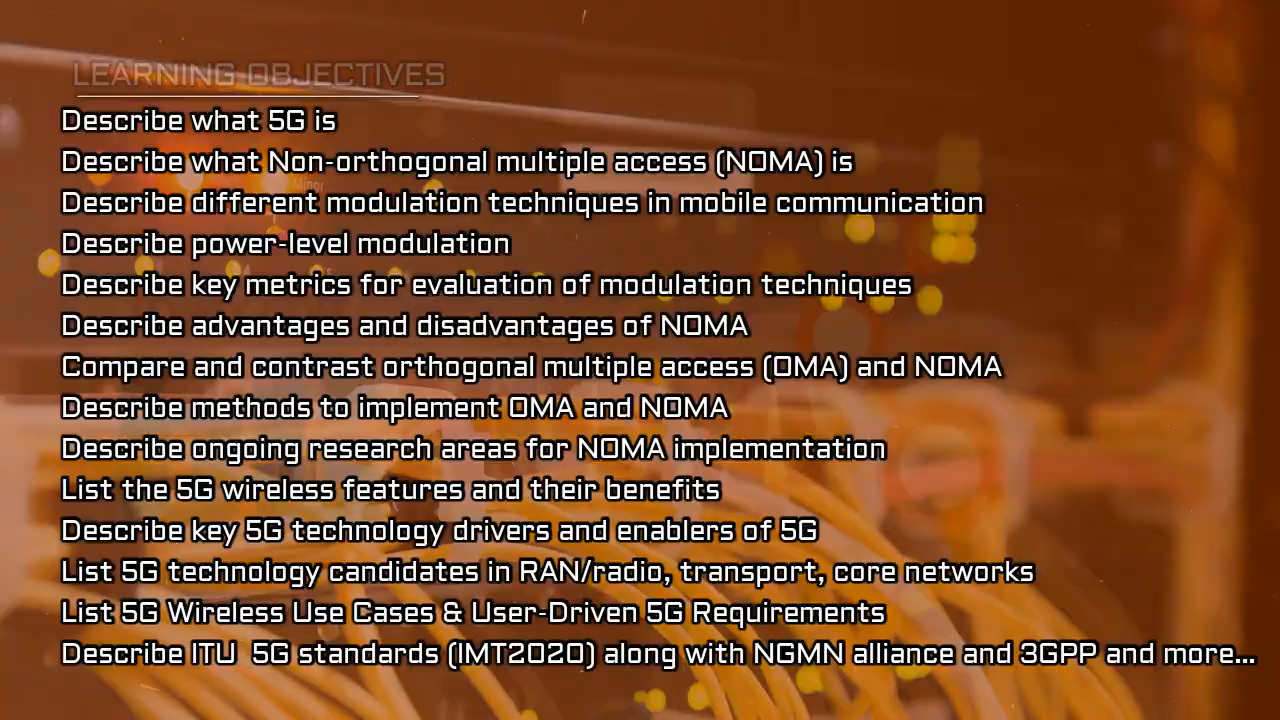 LEARNING OBJECTIVES
Describe what 5G is
Describe what Non-orthogonal multiple access (NOMA) is
Minor
Describe different modulation techniques in mobile communication
Describe power-level modulation
Describe key metrics for evaluation of modulation techniques
Describe advantages and disadvantages of NOMA
Compare and contrast orthogonal multiple access (OMA) and NOMA
Describe methods to implement OMA and NOMA
Describe ongoing research areas for NOMA implementation
List the 5G wireless features and their benefits
Describe key 5G technology drivers and enablers of 5G
List 5G technology candidates in RAN/radio, transport, core networks
List 5G Wireless Use Cases & User-Driven 5G Requirements
Describe ITU  5G standards (IMT2020) along with NGMN alliance and 3GPP and more...